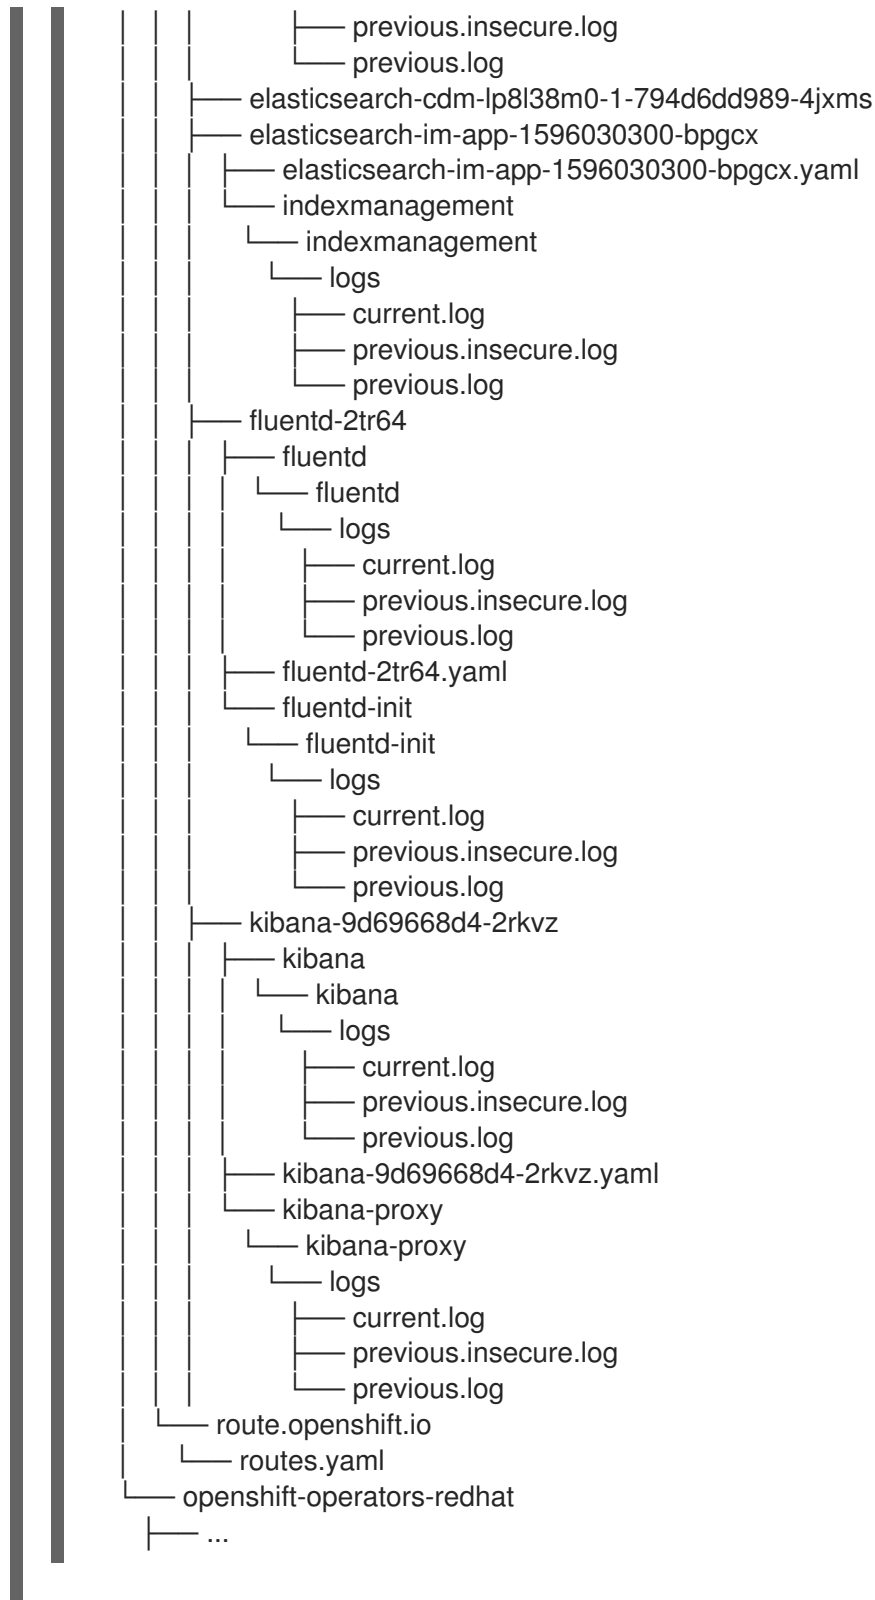 │ │ │ ├── previous.insecure.log
│ │ │ └── previous.log
│ │ ├── elasticsearch-cdm-lp8l38m0-1-794d6dd989-4jxms
│ │ ├── elasticsearch-im-app-1596030300-bpgcx
│ │ │ ├── elasticsearch-im-app-1596030300-bpgcx.yaml
│ │ │ └── indexmanagement
│ │ │ └── indexmanagement
│ │ │ └── logs
│ │ │ ├── current.log
│ │ │ ├── previous.insecure.log
│ │ │ └── previous.log
│ │ ├── fluentd-2tr64
│ │ │ ├── fluentd
│ │ │ │ └── fluentd
│ │ │ │ └── logs
│ │ │ │ ├── current.log
│ │ │ │ ├── previous.insecure.log
│ │ │ │ └── previous.log
│ │ │ ├── fluentd-2tr64.yaml
│ │ │ └── fluentd-init
│ │ │ └── fluentd-init
│ │ │ └── logs
│ │ │ ├── current.log
│ │ │ ├── previous.insecure.log
│ │ │ └── previous.log
│ │ ├── kibana-9d69668d4-2rkvz
│ │ │ ├── kibana
│ │ │ │ └── kibana
│ │ │ │ └── logs
│ │ │ │ ├── current.log
│ │ │ │ ├── previous.insecure.log
│ │ │ │ └── previous.log
│ │ │ ├── kibana-9d69668d4-2rkvz.yaml
│ │ │ └── kibana-proxy
│ │ │ └── kibana-proxy
│ │ │ └── logs
│ │ │ ├── current.log
│ │ │ ├── previous.insecure.log
│ │ │ └── previous.log
│ └── route.openshift.io
│ └── routes.yaml
└── openshift-operators-redhat
├── ...